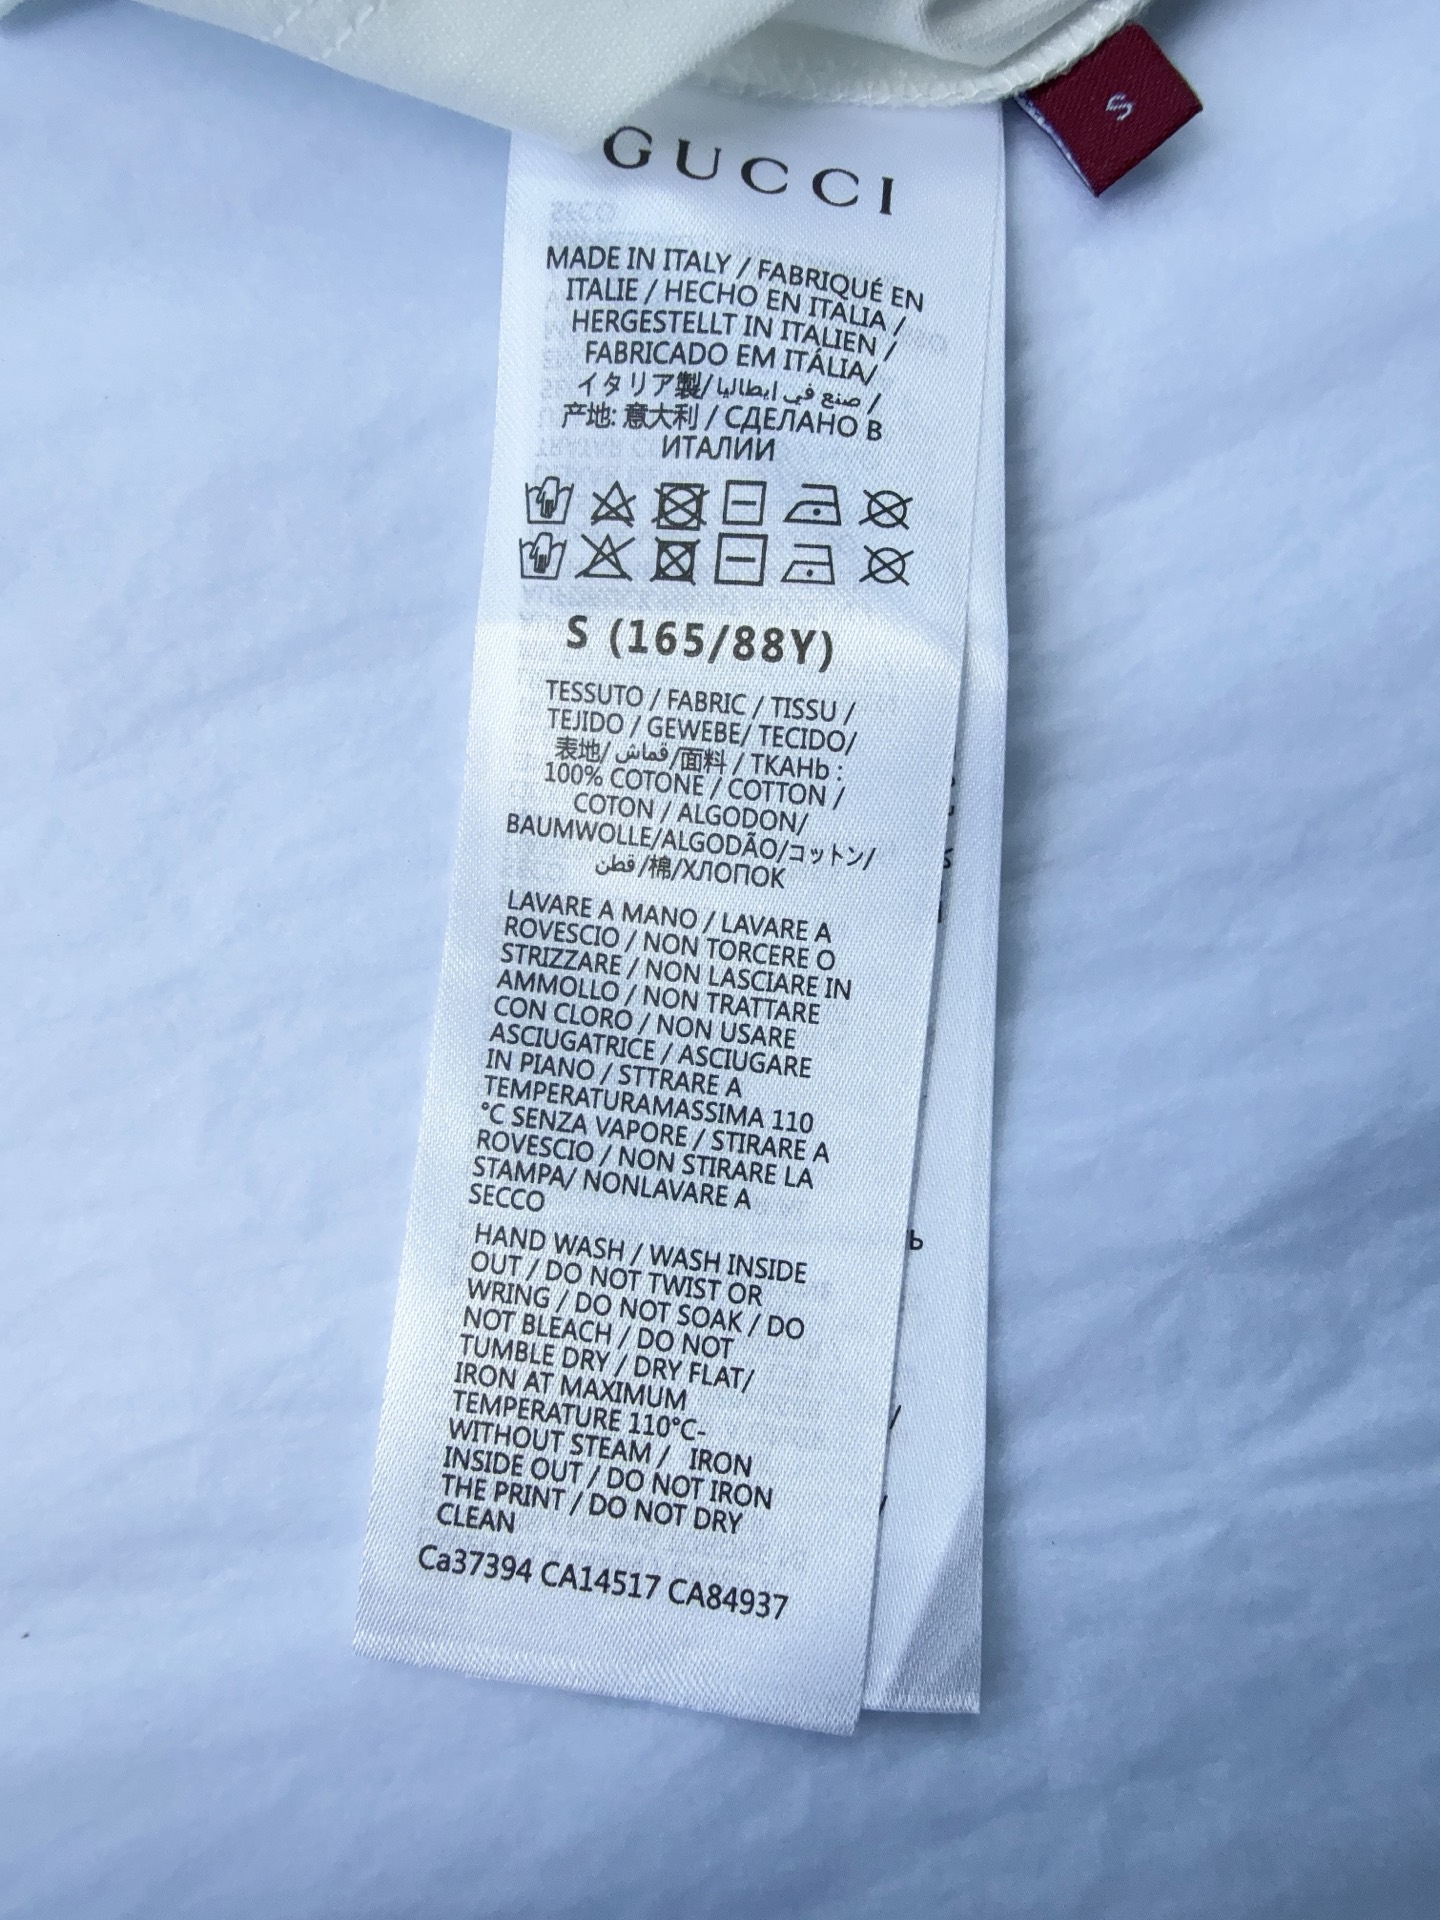 S
GUCCI
MADE IN ITALY / FABRIQUÉ EN
ITALIE / HECHO EN ITALIA /
HERGESTELLT IN ITALIEN /
FABRICADO EM ITÁLIA/
イタリア製/ صنع في إيطاليا /
产地: 意大利 / СДЕЛАНО В
ИТАЛИИ
S (165/88Y)
TESSUTO / FABRIC / TISSU /
TEJIDO / GEWEBE/ TECIDO/
表地/ قماش /面料 / ТКАНЬ :
100% COTONE / COTTON /
COTON / ALGODON/
BAUMWOLLE/ALGODÃO/コットン/
قطن /棉/ХЛОПОК
LAVARE A MANO / LAVARE A
ROVESCIO / NON TORCERE O
STRIZZARE / NON LASCIARE IN
AMMOLLO / NON TRATTARE
CON CLORO / NON USARE
ASCIUGATRICE / ASCIUGARE
IN PIANO / STTRARE A
TEMPERATURAMASSIMA 110
°C SENZA VAPORE / STIRARE A
ROVESCIO / NON STIRARE LA
STAMPA/ NONLAVARE A
SECCO
HAND WASH / WASH INSIDE
OUT / DO NOT TWIST OR
WRING / DO NOT SOAK / DO
NOT BLEACH / DO NOT
TUMBLE DRY / DRY FLAT/
IRON AT MAXIMUM
TEMPERATURE 110°C-
WITHOUT STEAM / IRON
INSIDE OUT / DO NOT IRON
THE PRINT / DO NOT DRY
CLEAN
Ca37394 CA14517 CA84937